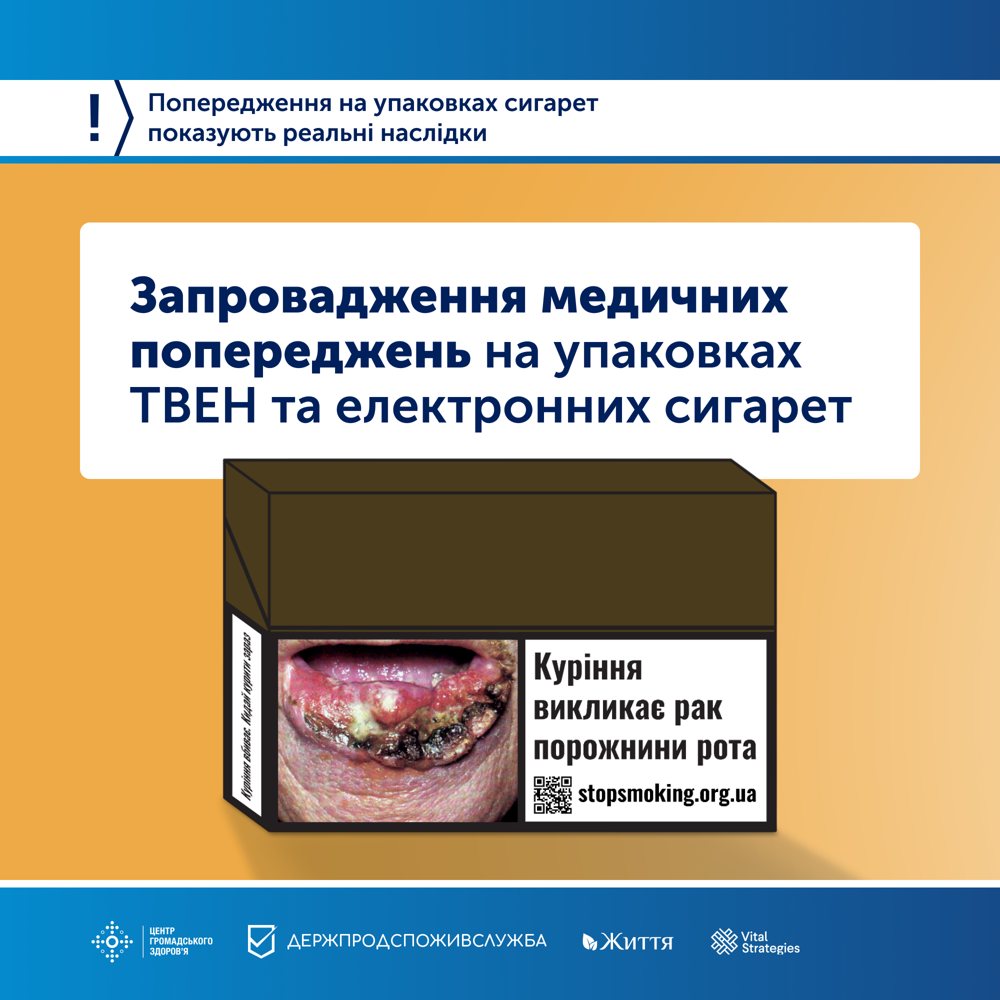 !
Попередження на упаковках сигарет
показують реальні наслідки
Запровадження медичних
попереджень на упаковках
ТВЕН та електронних сигарет
Куріння вбиває. Кидай курити зараз
Куріння
викликає рак
порожнини рота
stopsmoking.org.ua
ЦЕНТР
ГРОМАДСЬКОГО
ЗДОРОВ'Я
ДЕРЖПРОДСПОЖИВСЛУЖБА
Життя
Vital
Strategies